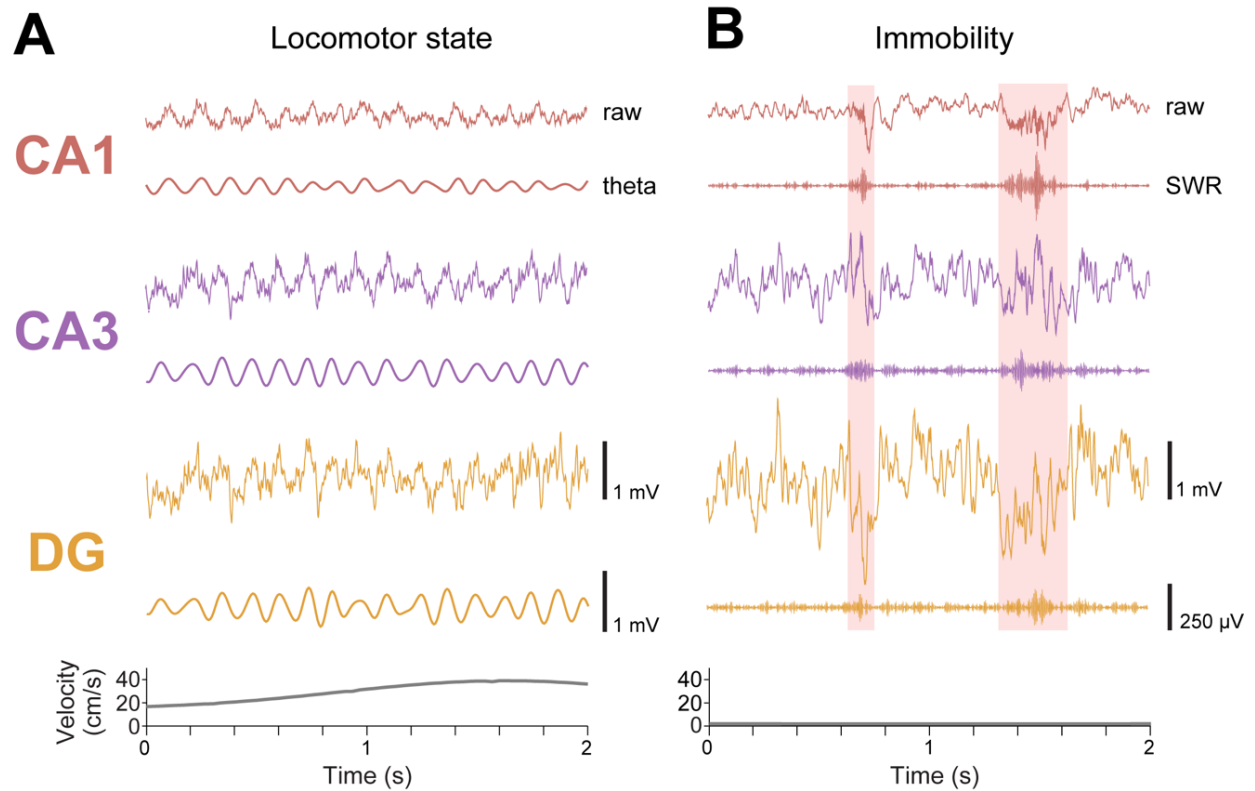 A
Locomotor state
CA1
raw
theta
CA3
1 mV
DG
1 mV
Velocity
(cm/s)
40
20
0
0
1
2
Time (s)
B
Immobility
raw
SWR
1 mV
250 µV
40
20
0
0
1
2
Time (s)